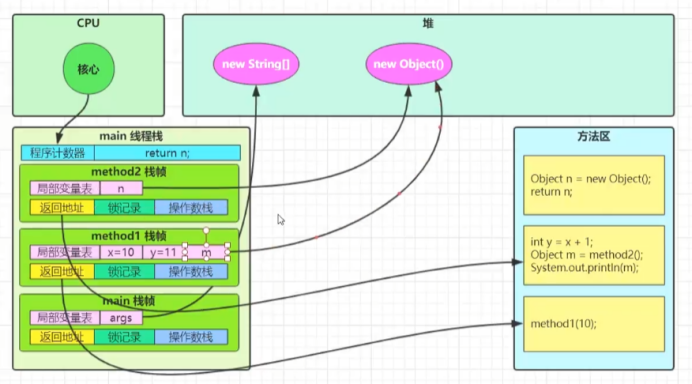 CPU
堆
核心
new String[]
new Object()
main 线程栈
方法区
程序计数器 return n;
method2 栈帧
局部变量表 n
返回地址 锁记录 操作数栈
Object n = new Object();
return n;
method1 栈帧
局部变量表 x=10 y=11 m
返回地址 锁记录 操作数栈
int y = x + 1;
Object m = method2();
System.out.println(m);
main 栈帧
局部变量表 args
返回地址 锁记录 操作数栈
method1(10);